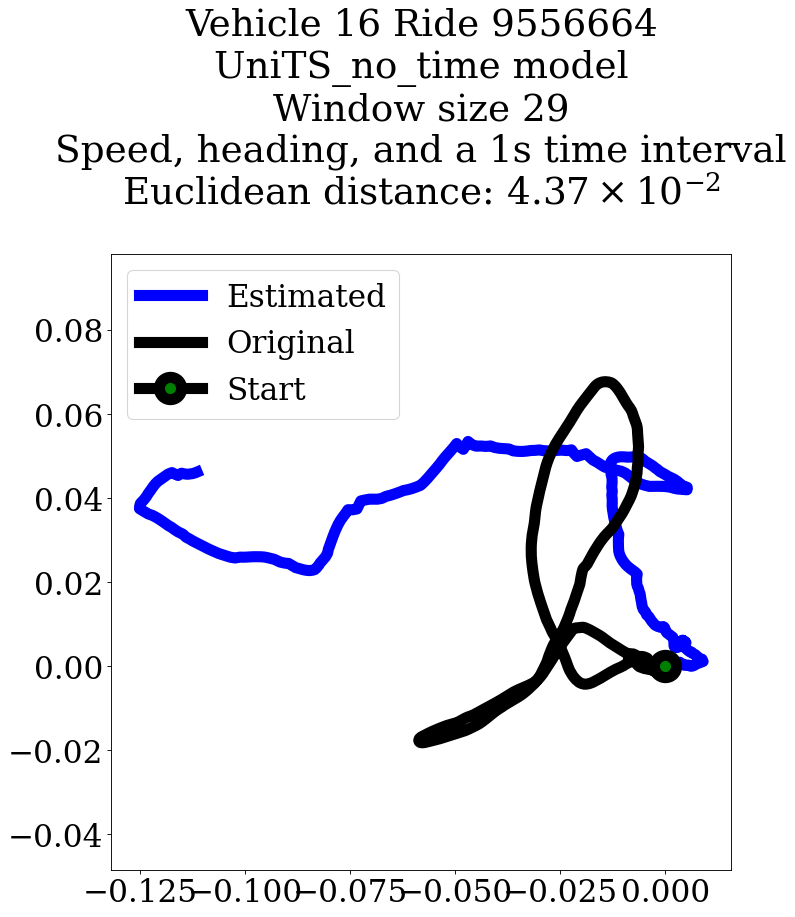 Vehicle 16 Ride 9556664
UniTS_no_time model
Window size 29
Speed, heading, and a 1s time interval
Euclidean distance: 4.37 × 10⁻²
Estimated
Original
Start
0.08
0.06
0.04
0.02
0.00
−0.02
−0.04
−0.125 −0.100 −0.075 −0.050 −0.025 0.000